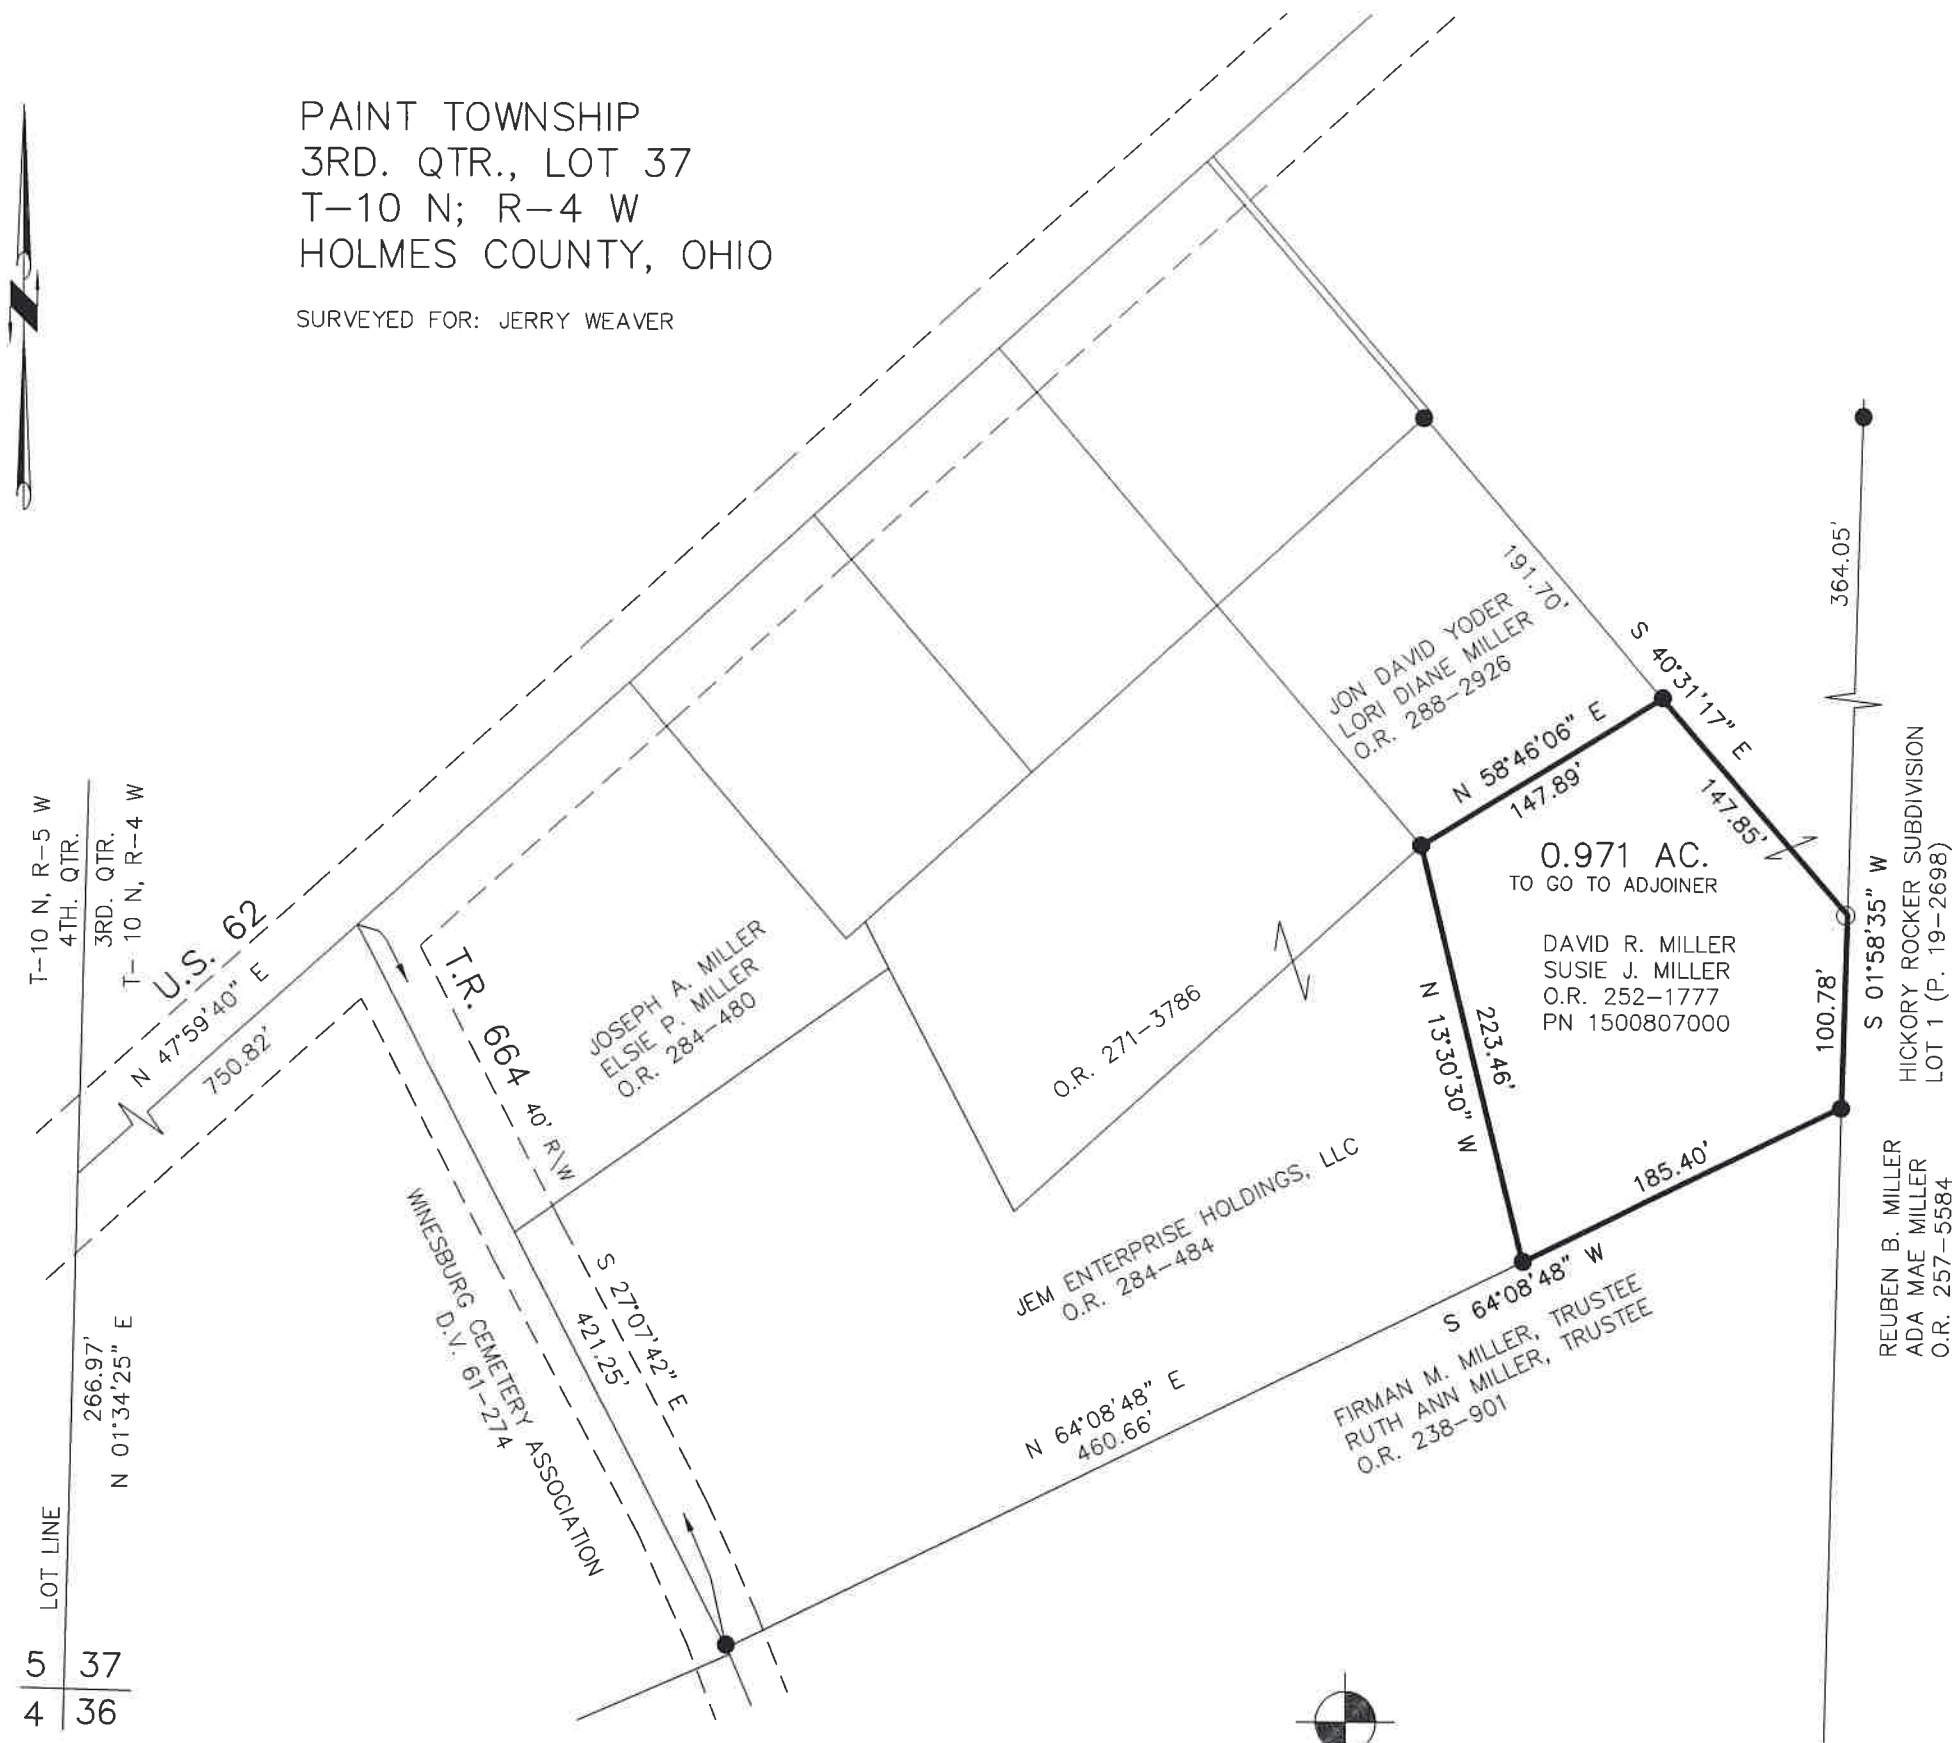 PAINT TOWNSHIP
3RD. QTR., LOT 37
T-10 N; R-4 W
HOLMES COUNTY, OHIO
SURVEYED FOR: JERRY WEAVER
364.05'
191.70'
S 40°31'17" E
JON DAVID YODER
LORI DIANE MILLER
O.R. 288-2926
N 58°46'06" E
147.89'
147.85'
0.971 AC.
TO GO TO ADJOINER
DAVID R. MILLER
SUSIE J. MILLER
O.R. 252-1777
PN 1500807000
S 01°58'35" W
100.78'
HICKORY ROCKER SUBDIVISION
LOT 1 (P. 19-2698)
T-10 N, R-5 W
4TH. QTR.
3RD. QTR.
T- 10 N, R-4 W
U.S. 62
N 47°59'40" E
750.82'
T.R. 664
40' R\W
JOSEPH A. MILLER
ELSIE P. MILLER
O.R. 284-480
O.R. 271-3786
N 13°30'30" W
223.46'
185.40'
REUBEN B. MILLER
ADA MAE MILLER
O.R. 257-5584
WINESBURG CEMETERY ASSOCIATION
D.V. 61-274
S 27°07'42" E
421.25'
JEM ENTERPRISE HOLDINGS, LLC
O.R. 284-484
S 64°08'48" W
FIRMAN M. MILLER, TRUSTEE
RUTH ANN MILLER, TRUSTEE
O.R. 238-901
N 64°08'48" E
460.66'
266.97'
N 01°34'25" E
LOT LINE
5 37
4 36